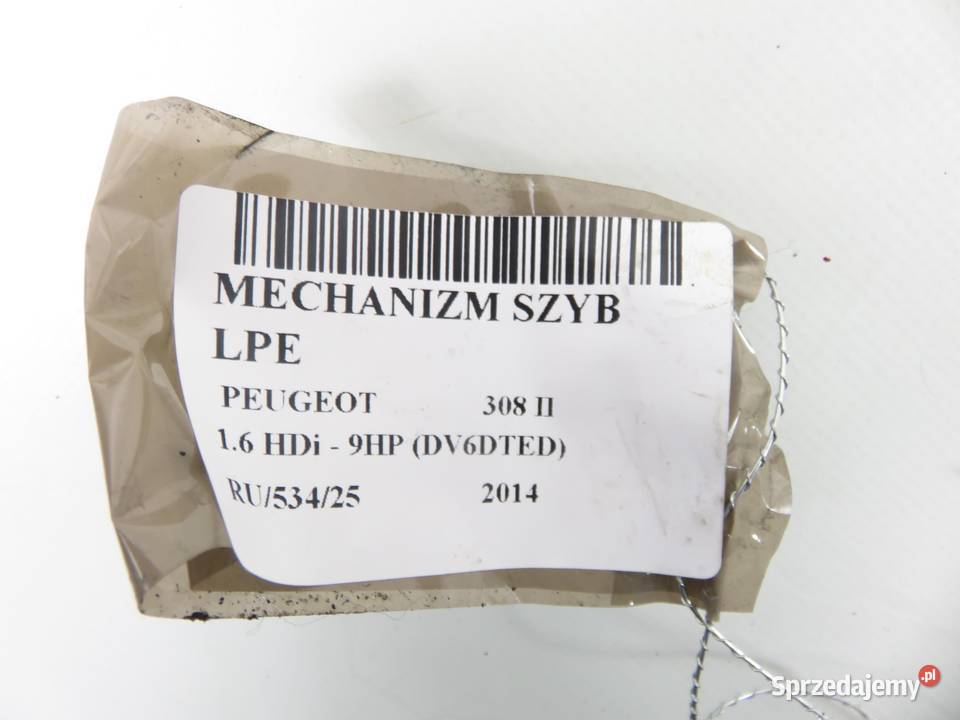 MECHANIZM SZYB
LPE
PEUGEOT 308 II
1.6 HDi - 9HP (DV6DTED)
RU/534/25 2014
Sprzedajemy.pl